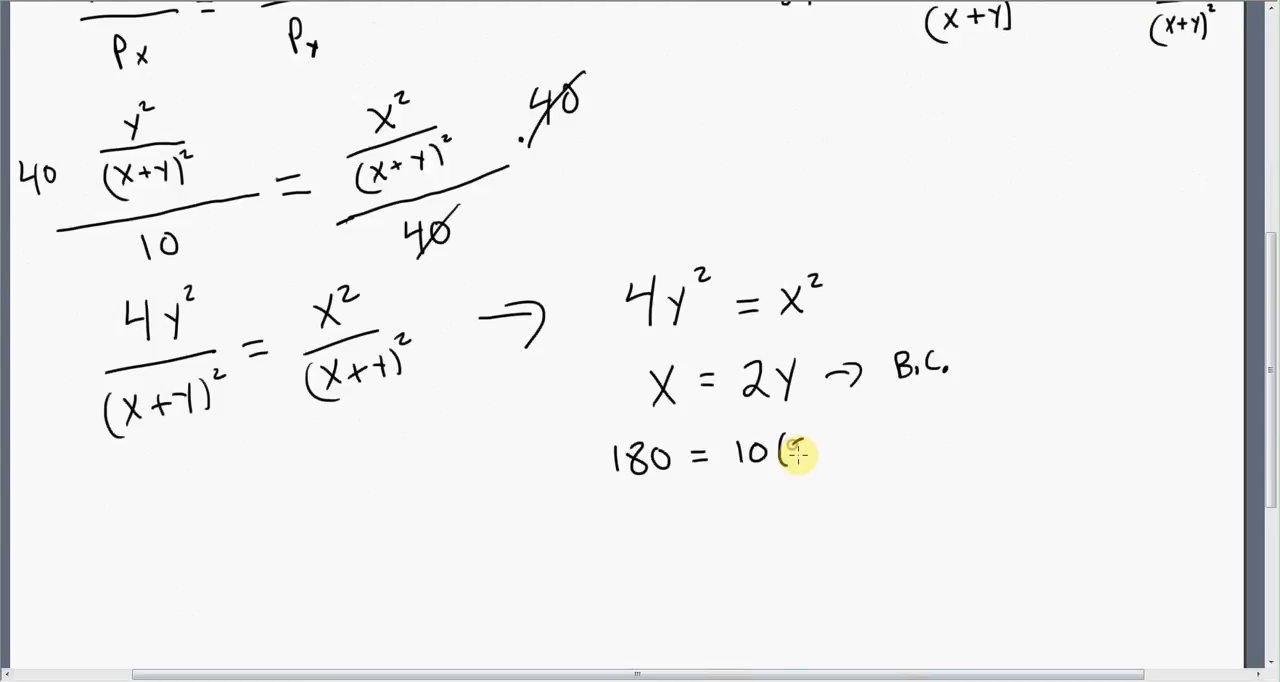 Px = Py
(X+Y) (X+Y)²
40 Y²/(X+Y)² / 10 = X²/(X+Y)² / 40 · 40
4Y²/(X+Y)² = X²/(X+Y)² → 4Y² = X²
X = 2Y → B.C.
180 = 10(